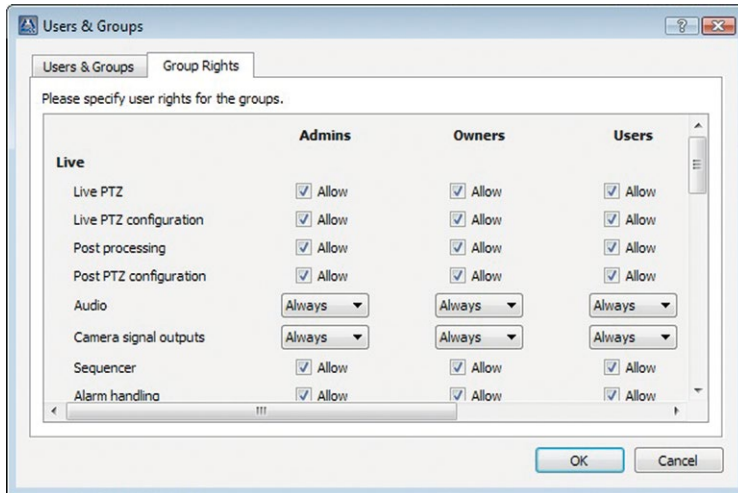 Users & Groups
Users & Groups Group Rights
Please specify user rights for the groups.
Admins Owners Users
Live
Live PTZ Allow Allow Allow
Live PTZ configuration Allow Allow Allow
Post processing Allow Allow Allow
Post PTZ configuration Allow Allow Allow
Audio Always Always Always
Camera signal outputs Always Always Always
Sequencer Allow Allow Allow
Alarm handling Allow Allow Allow
OK Cancel